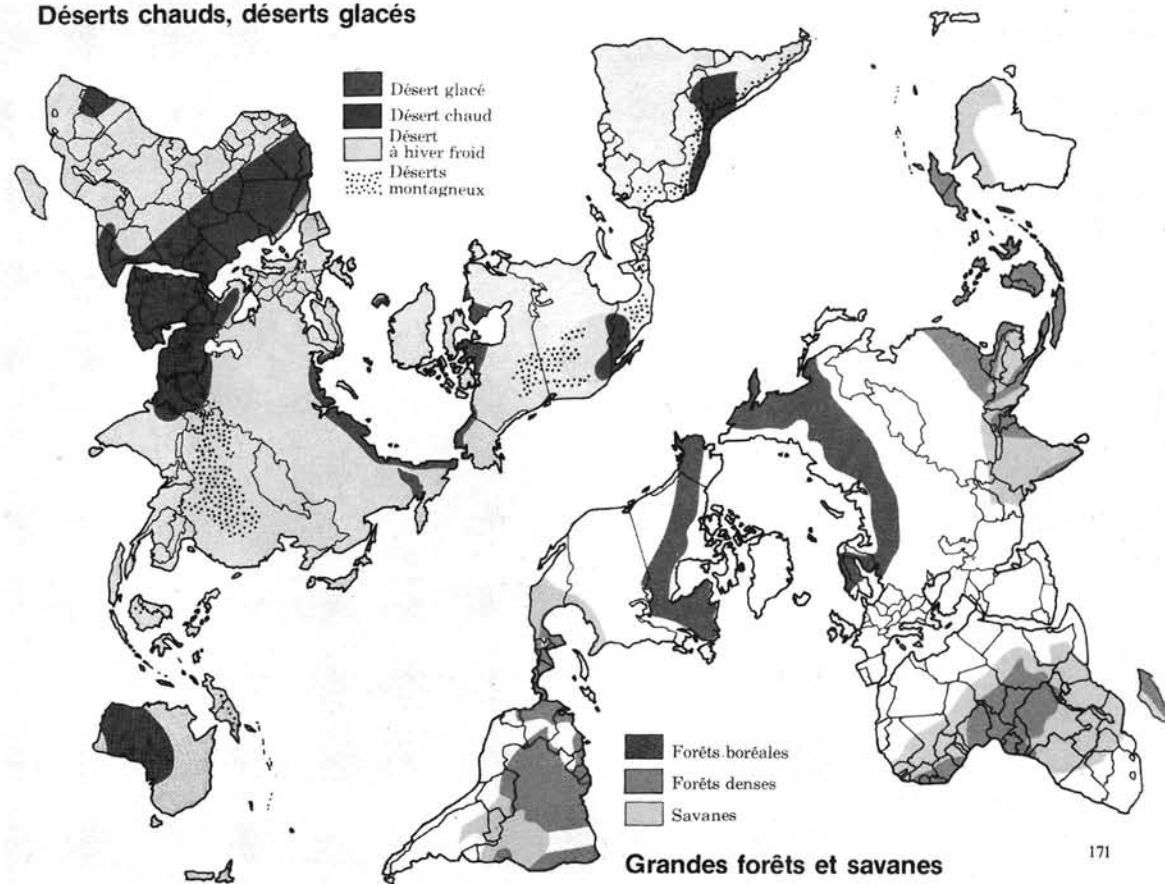 Déserts chauds, déserts glacés
Désert glacé
Désert chaud
Désert
à hiver froid
Déserts
montagneux
Forêts boréales
Forêts denses
Savanes
Grandes forêts et savanes
171